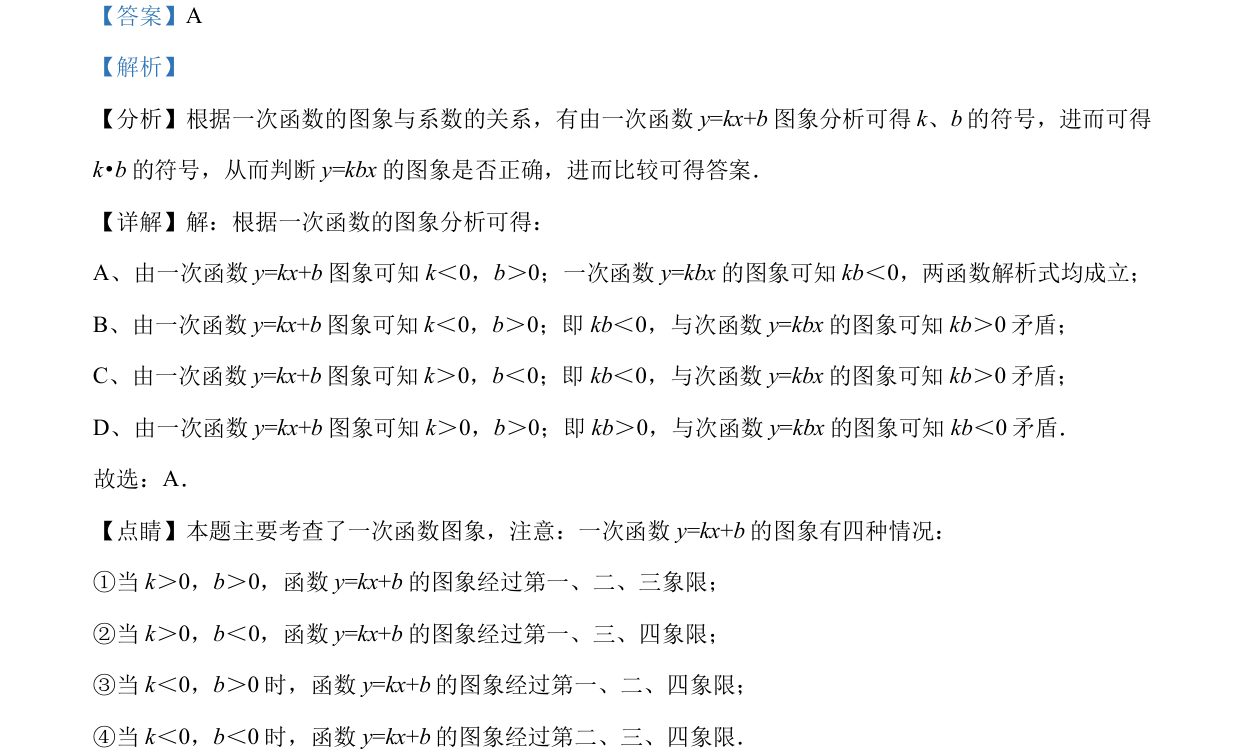 【答案】A
【解析】
【分析】根据一次函数的图象与系数的关系，有由一次函数 y=kx+b 图象分析可得 k、b 的符号，进而可得
k•b 的符号，从而判断 y=kbx 的图象是否正确，进而比较可得答案．
【详解】解：根据一次函数的图象分析可得：
A、由一次函数 y=kx+b 图象可知 k＜0，b＞0；一次函数 y=kbx 的图象可知 kb＜0，两函数解析式均成立；
B、由一次函数 y=kx+b 图象可知 k＜0，b＞0；即 kb＜0，与次函数 y=kbx 的图象可知 kb＞0 矛盾；
C、由一次函数 y=kx+b 图象可知 k＞0，b＜0；即 kb＜0，与次函数 y=kbx 的图象可知 kb＞0 矛盾；
D、由一次函数 y=kx+b 图象可知 k＞0，b＞0；即 kb＞0，与次函数 y=kbx 的图象可知 kb＜0 矛盾．
故选：A．
【点睛】本题主要考查了一次函数图象，注意：一次函数 y=kx+b 的图象有四种情况：
①当 k＞0，b＞0，函数 y=kx+b 的图象经过第一、二、三象限；
②当 k＞0，b＜0，函数 y=kx+b 的图象经过第一、三、四象限；
③当 k＜0，b＞0 时，函数 y=kx+b 的图象经过第一、二、四象限；
④当 k＜0，b＜0 时，函数 y=kx+b 的图象经过第二、三、四象限．